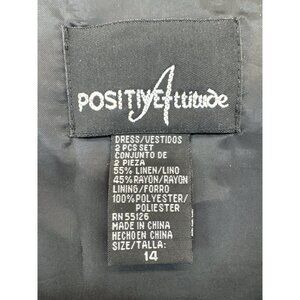 POSITIVE Attitude
DRESS/VESTIDOS
2 PCS SET
CONJUNTO DE
2 PIEZA
55% LINEN/LINO
45% RAYON/RAYON
LINING/FORRO
100% POLYESTER/
POLIESTER
RN 55126
MADE IN CHINA
HECHO EN CHINA
SIZE/TALLA:
14